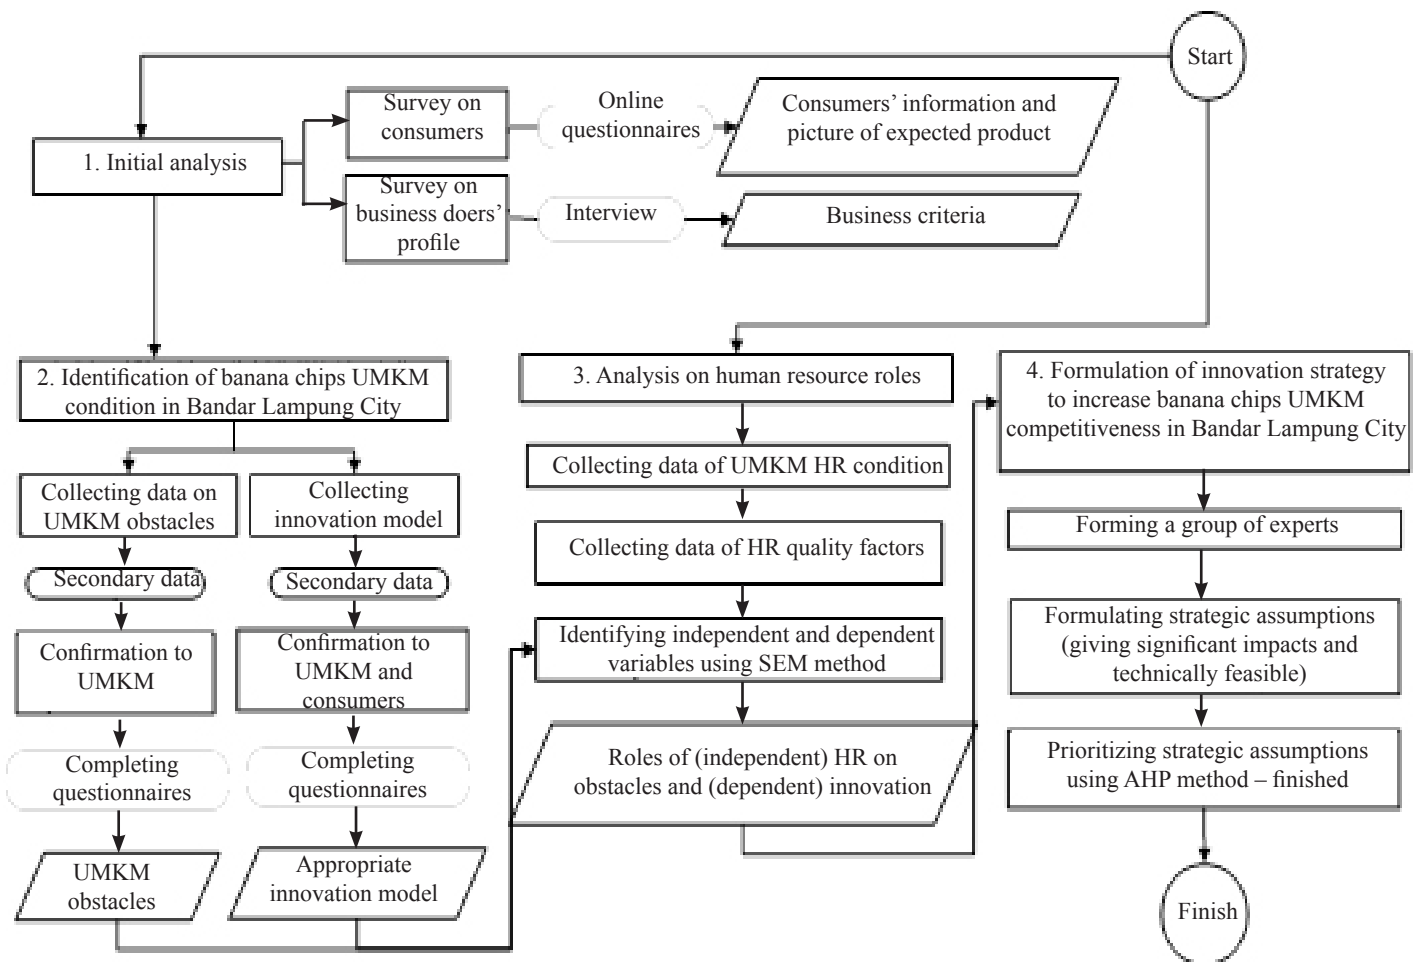 Start
Survey on
consumers
Online
questionnaires
Consumers’ information and
picture of expected product
1. Initial analysis
Survey on
business doers’
profile
Interview
Business criteria
2. Identification of banana chips UMKM
condition in Bandar Lampung City
Collecting data on
UMKM obstacles
Secondary data
Confirmation to
UMKM
Completing
questionnaires
UMKM
obstacles
Collecting
innovation model
Secondary data
Confirmation to
UMKM and
consumers
Completing
questionnaires
Appropriate
innovation model
3. Analysis on human resource roles
Collecting data of UMKM HR condition
Collecting data of HR quality factors
Identifying independent and dependent
variables using SEM method
Roles of (independent) HR on
obstacles and (dependent) innovation
4. Formulation of innovation strategy
to increase banana chips UMKM
competitiveness in Bandar Lampung City
Forming a group of experts
Formulating strategic assumptions
(giving significant impacts and
technically feasible)
Prioritizing strategic assumptions
using AHP method – finished
Finish